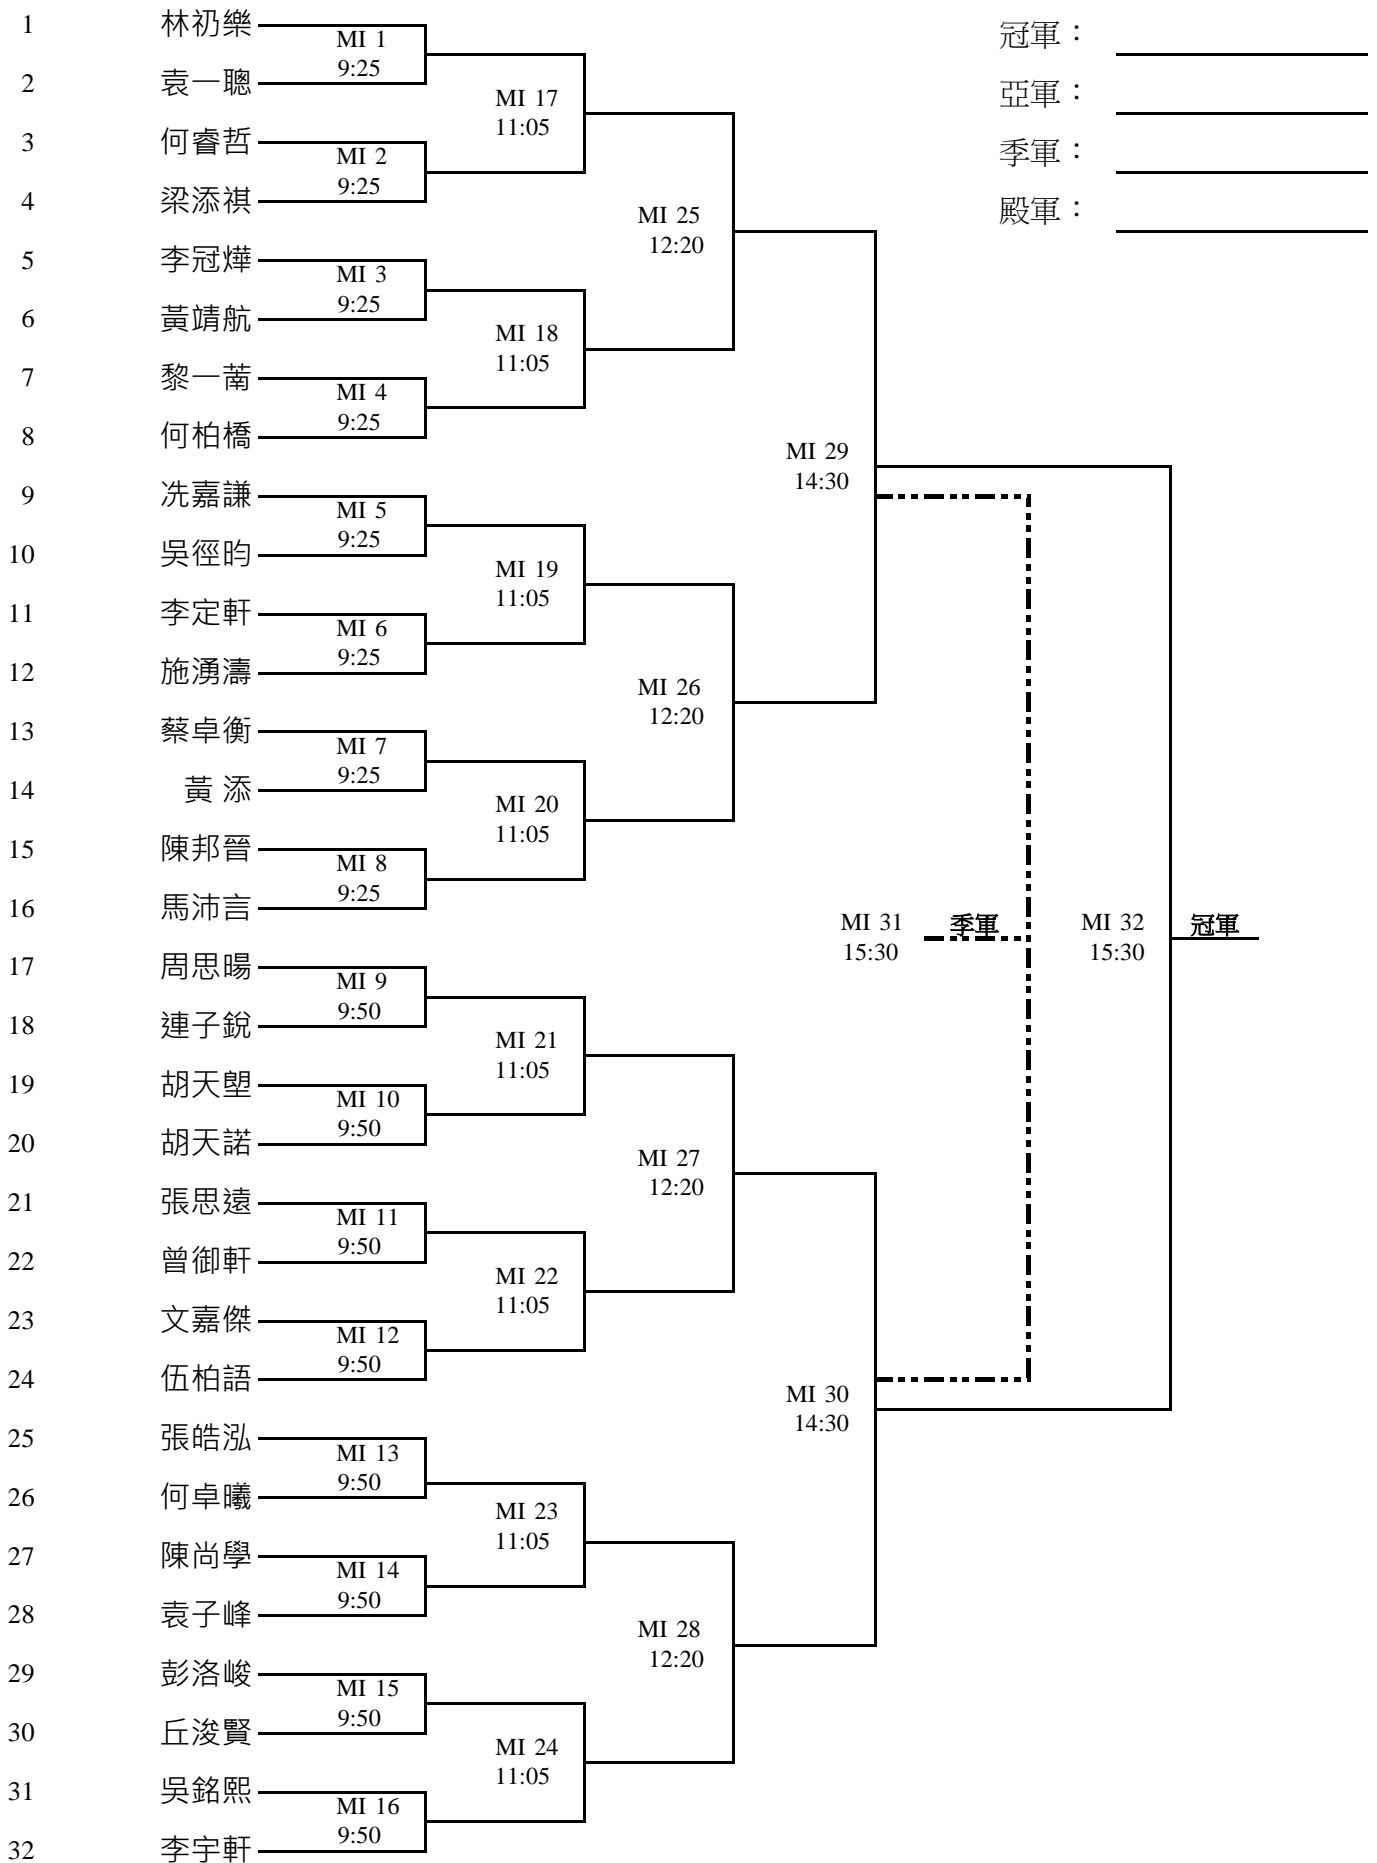 1 林礽樂
MI 1
9:25
2 袁一聰
MI 17
11:05
3 何睿哲
MI 2
9:25
4 梁添祺
MI 25
12:20
5 李冠燁
MI 3
9:25
6 黃靖航
MI 18
11:05
7 黎一菕
MI 4
9:25
8 何柏橋
MI 29
14:30
9 冼嘉謙
MI 5
9:25
10 吳徑昀
MI 19
11:05
11 李定軒
MI 6
9:25
12 施湧濤
MI 26
12:20
13 蔡卓衡
MI 7
9:25
14 黃 添
MI 20
11:05
15 陳邦晉
MI 8
9:25
16 馬沛言
MI 31 季軍
15:30
MI 32 冠軍
15:30
17 周思暘
MI 9
9:50
18 連子銳
MI 21
11:05
19 胡天塱
MI 10
9:50
20 胡天諾
MI 27
12:20
21 張思遠
MI 11
9:50
22 曾御軒
MI 22
11:05
23 文嘉傑
MI 12
9:50
24 伍柏語
MI 30
14:30
25 張皓泓
MI 13
9:50
26 何卓曦
MI 23
11:05
27 陳尚學
MI 14
9:50
28 袁子峰
MI 28
12:20
29 彭洛峻
MI 15
9:50
30 丘浚賢
MI 24
11:05
31 吳銘熙
MI 16
9:50
32 李宇軒
冠軍：
亞軍：
季軍：
殿軍：